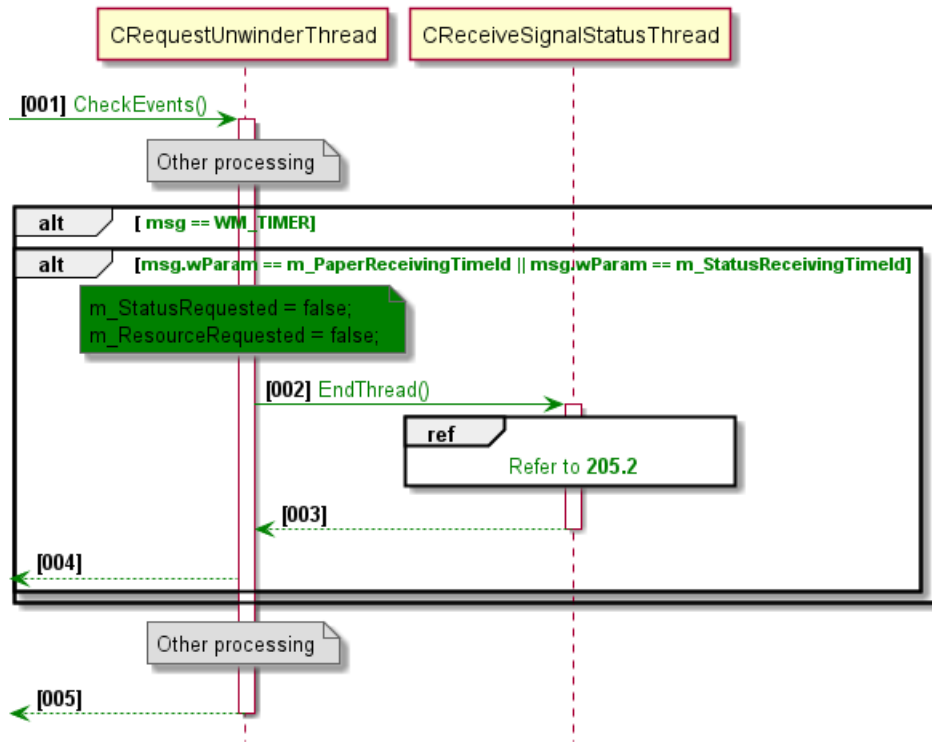 CRequestUnwinderThread
CReceiveSignalStatusThread
[001] CheckEvents()
Other processing
alt
[ msg == WM_TIMER]
alt
[msg.wParam == m_PaperReceivingTimeId || msg.wParam == m_StatusReceivingTimeId]
m_StatusRequested = false;
m_ResourceRequested = false;
[002] EndThread()
ref
Refer to 205.2
[003]
[004]
Other processing
[005]